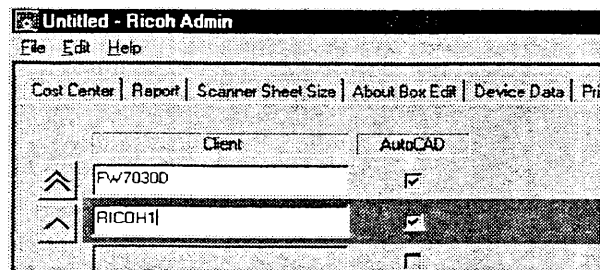 Untitled - Ricoh Admin
File Edit Help
Cost Center Report Scanner Sheet Size About Box Edit Device Data Pri
Client AutoCAD
FW7030D
RICOH1